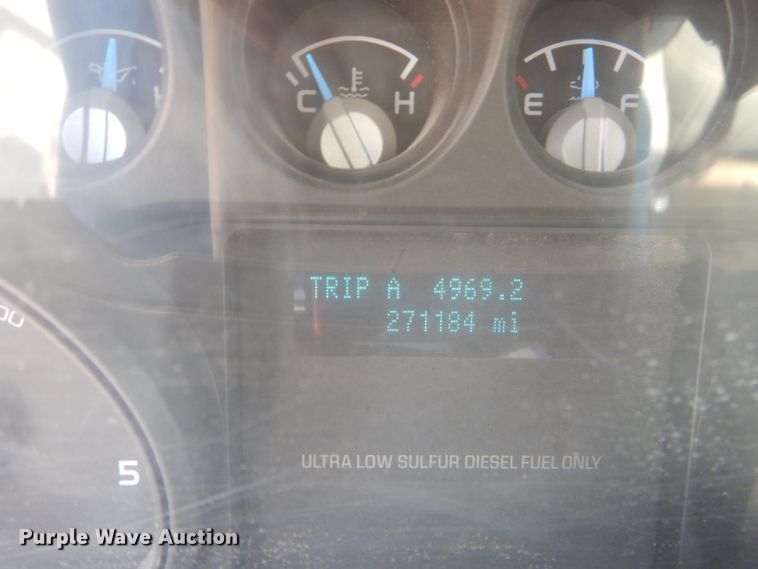 C H
E F
TRIP A 4969.2
271184 mi
5
ULTRA LOW SULFUR DIESEL FUEL ONLY
Purple Wave Auction